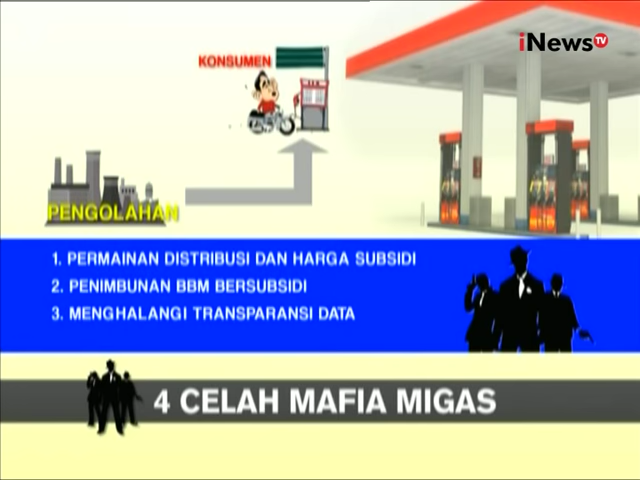 iNews TV
KONSUMEN
PENGOLAHAN
1. PERMAINAN DISTRIBUSI DAN HARGA SUBSIDI
2. PENIMBUNAN BBM BERSUBSIDI
3. MENGHALANGI TRANSPARANSI DATA
4 CELAH MAFIA MIGAS